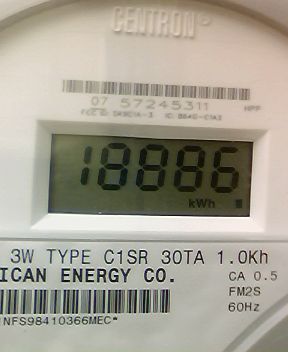 CENTRON®
07 57245311
18886
kWh
3W TYPE C1SR 30TA 1.0Kh
ICAN ENERGY CO.
CA 0.5
FM2S
60Hz
NFS98410366MEC*